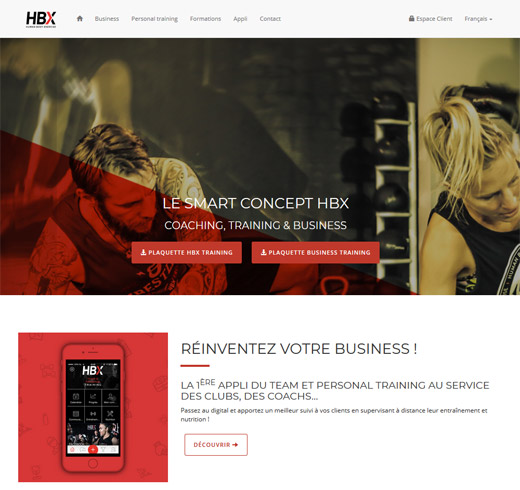 HBX
Business Personal training Formations Appli Contact Espace Client Français
LE SMART CONCEPT HBX
COACHING, TRAINING & BUSINESS
PLAQUETTE HBX TRAINING PLAQUETTE BUSINESS TRAINING
HBX
RÉINVENTEZ VOTRE BUSINESS !
LA 1ÈRE APPLI DU TEAM ET PERSONAL TRAINING AU SERVICE
DES CLUBS, DES COACHS...
Passez au digital et apportez un meilleur suivi à vos clients en supervisant à distance leur entraînement et
nutrition !
DÉCOUVRIR